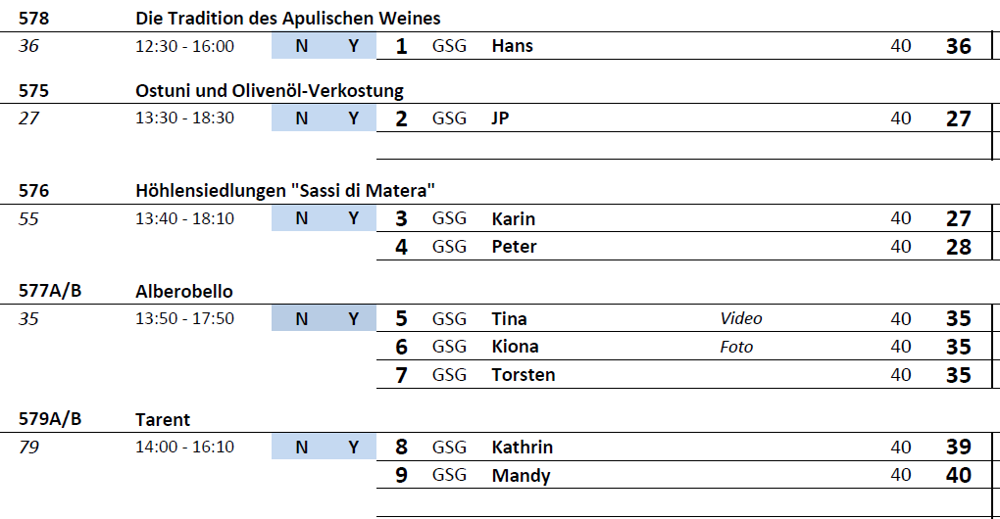 578 Die Tradition des Apulischen Weines
36 12:30 - 16:00 N Y 1 GSG Hans 40 36
575 Ostuni und Olivenöl-Verkostung
27 13:30 - 18:30 N Y 2 GSG JP 40 27
576 Höhlensiedlungen "Sassi di Matera"
55 13:40 - 18:10 N Y 3 GSG Karin 40 27
4 GSG Peter 40 28
577A/B Alberobello
35 13:50 - 17:50 N Y 5 GSG Tina Video 40 35
6 GSG Kiona Foto 40 35
7 GSG Torsten 40 35
579A/B Tarent
79 14:00 - 16:10 N Y 8 GSG Kathrin 40 39
9 GSG Mandy 40 40